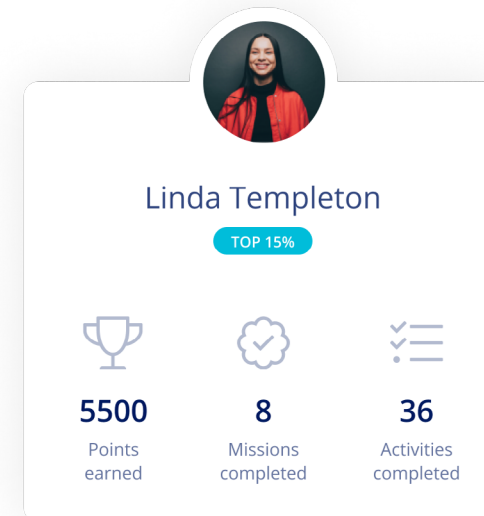 Linda Templeton
TOP 15%
5500
Points
earned
8
Missions
completed
36
Activities
completed